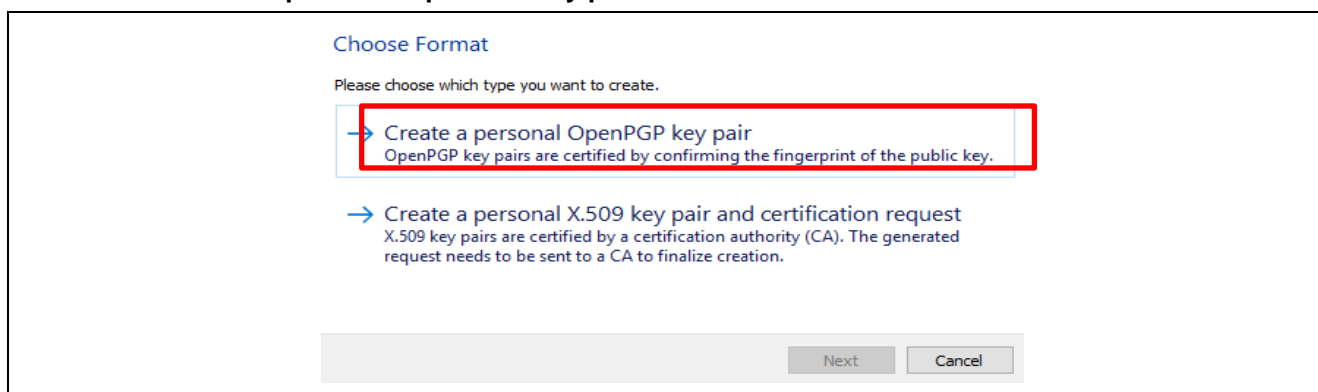 Choose Format
Please choose which type you want to create.
→ Create a personal OpenPGP key pair
OpenPGP key pairs are certified by confirming the fingerprint of the public key.
→ Create a personal X.509 key pair and certification request
X.509 key pairs are certified by a certification authority (CA). The generated
request needs to be sent to a CA to finalize creation.
Next Cancel